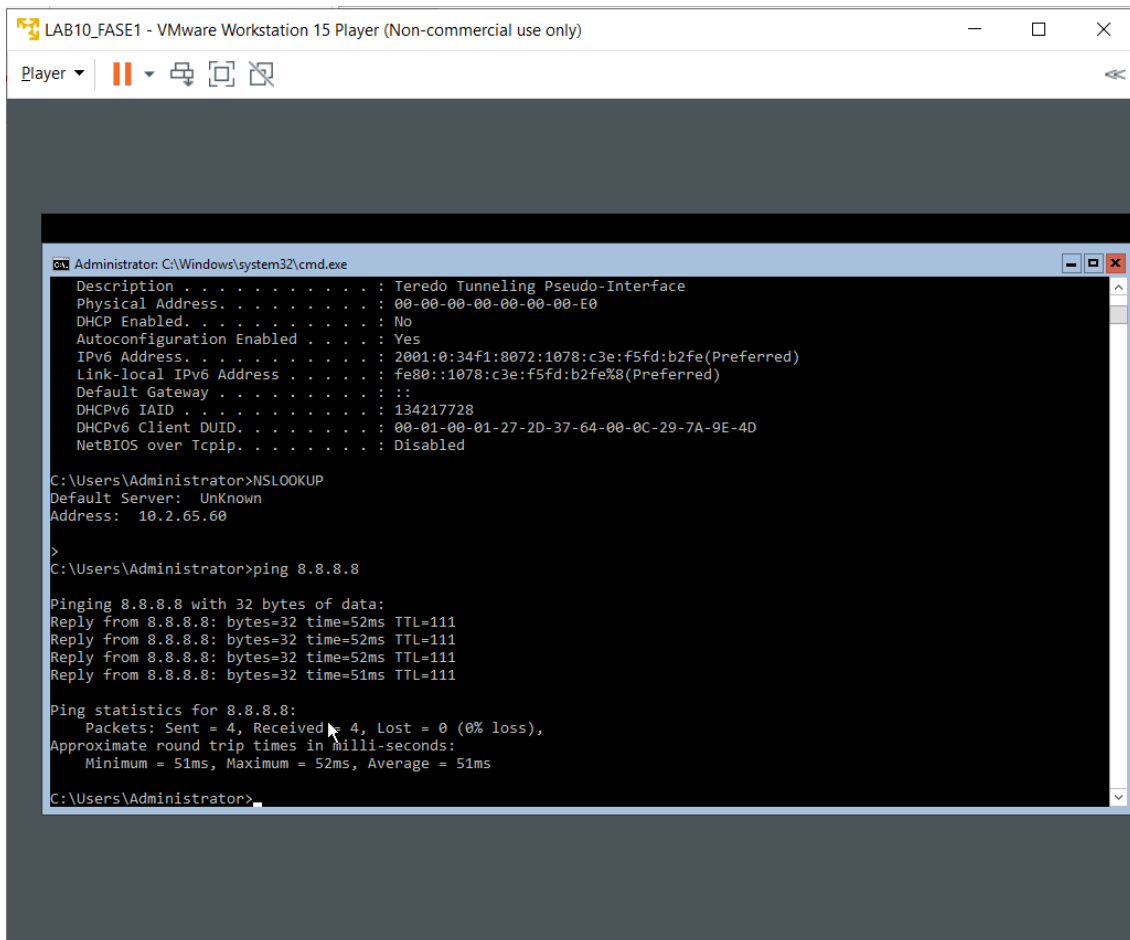 LAB10_FASE1 - VMware Workstation 15 Player (Non-commercial use only)
Player
Administrator: C:\Windows\system32\cmd.exe
Description . . . . . . . . . . . : Teredo Tunneling Pseudo-Interface
Physical Address. . . . . . . . . : 00-00-00-00-00-00-00-E0
DHCP Enabled. . . . . . . . . . . : No
Autoconfiguration Enabled . . . . : Yes
IPv6 Address. . . . . . . . . . . : 2001:0:34f1:8072:1078:c3e:f5fd:b2fe(Preferred)
Link-local IPv6 Address . . . . . : fe80::1078:c3e:f5fd:b2fe%8(Preferred)
Default Gateway . . . . . . . . . : ::
DHCPv6 IAID . . . . . . . . . . . : 134217728
DHCPv6 Client DUID. . . . . . . . : 00-01-00-01-27-2D-37-64-00-0C-29-7A-9E-4D
NetBIOS over Tcpip. . . . . . . . : Disabled
C:\Users\Administrator>NSLOOKUP
Default Server:  UnKnown
Address:  10.2.65.60
>
C:\Users\Administrator>ping 8.8.8.8
Pinging 8.8.8.8 with 32 bytes of data:
Reply from 8.8.8.8: bytes=32 time=52ms TTL=111
Reply from 8.8.8.8: bytes=32 time=52ms TTL=111
Reply from 8.8.8.8: bytes=32 time=52ms TTL=111
Reply from 8.8.8.8: bytes=32 time=51ms TTL=111
Ping statistics for 8.8.8.8:
Packets: Sent = 4, Received = 4, Lost = 0 (0% loss),
Approximate round trip times in milli-seconds:
Minimum = 51ms, Maximum = 52ms, Average = 51ms
C:\Users\Administrator>